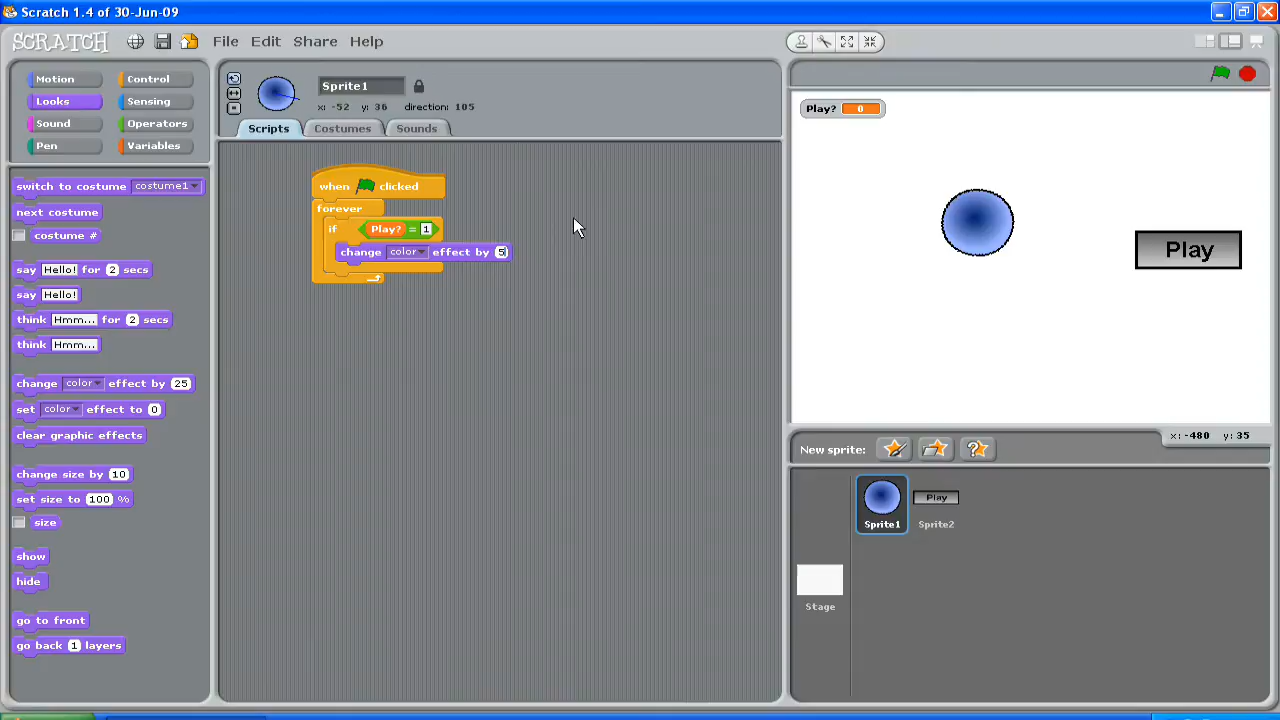 Scratch 1.4 of 30-Jun-09
SCRATCH
File Edit Share Help
Motion Control
Looks Sensing
Sound Operators
Pen Variables
switch to costume costume1
next costume
costume #
say Hello! for 2 secs
say Hello!
think Hmm... for 2 secs
think Hmm...
change color effect by 25
set color effect to 0
clear graphic effects
change size by 10
set size to 100 %
size
show
hide
go to front
go back 1 layers
Sprite1
x: -52 y: 36 direction: 105
Scripts Costumes Sounds
when clicked
forever
if Play? = 1
change color effect by 5
Play? 0
Play
x: -480 y: 35
New sprite:
Play
Sprite1 Sprite2
Stage